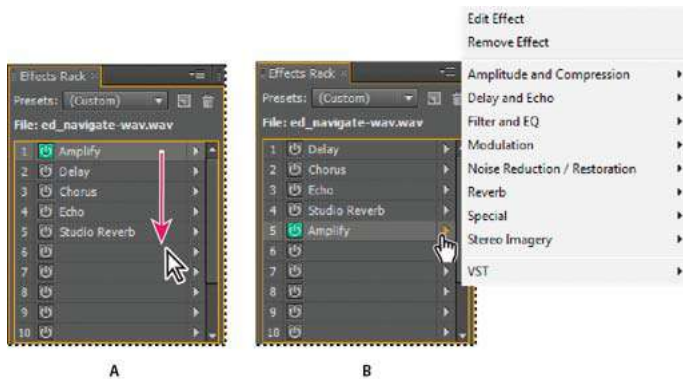 Effects Rack
Presets: (Custom)
File: ed_navigate-wav.wav
1 Amplify
2 Delay
3 Chorus
4 Echo
5 Studio Reverb
6
7
8
9
10
A
Effects Rack
Presets: (Custom)
File: ed_navigate-wav.wav
1 Delay
2 Chorus
3 Echo
4 Studio Reverb
5 Amplify
6
7
8
9
10
B
Edit Effect
Remove Effect
Amplitude and Compression
Delay and Echo
Filter and EQ
Modulation
Noise Reduction / Restoration
Reverb
Special
Stereo Imagery
VST